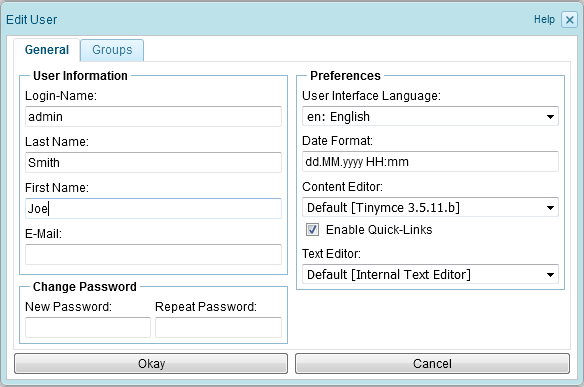 Edit User Help
General Groups
User Information
Login-Name:
admin
Last Name:
Smith
First Name:
Joe
E-Mail:
Change Password
New Password: Repeat Password:
Preferences
User Interface Language:
en: English
Date Format:
dd.MM.yyyy HH:mm
Content Editor:
Default [Tinymce 3.5.11.b]
Enable Quick-Links
Text Editor:
Default [Internal Text Editor]
Okay Cancel